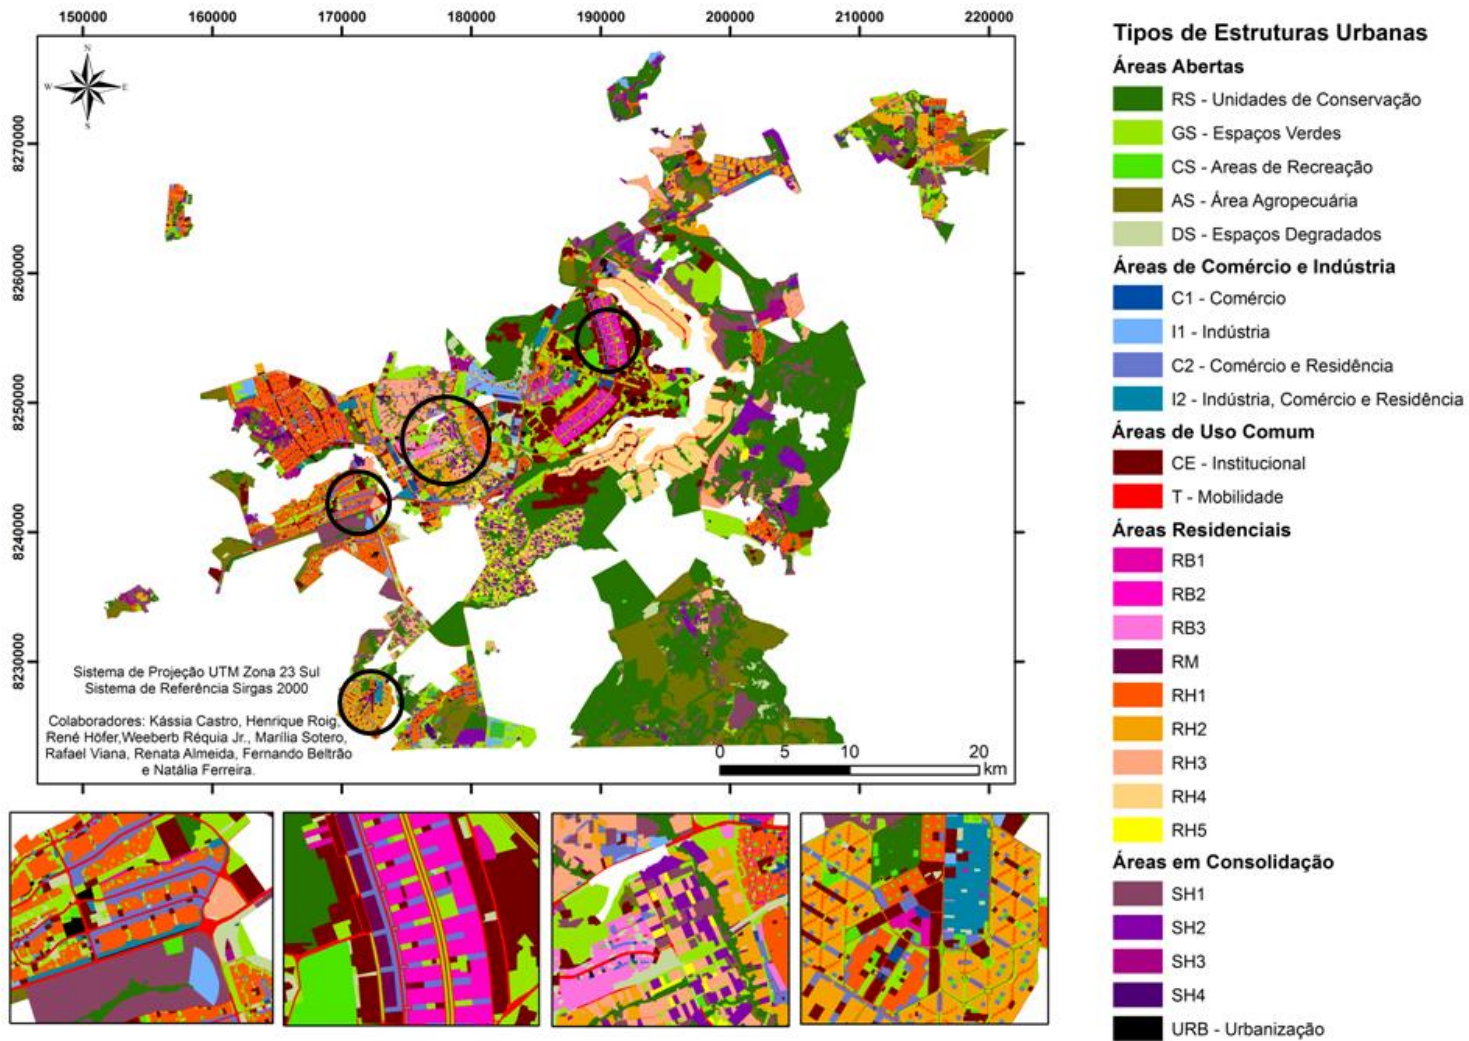 150000 160000 170000 180000 190000 200000 210000 220000
N
W E
S
8270000
8260000
8250000
8240000
8230000
Sistema de Projeção UTM Zona 23 Sul
Sistema de Referência Sirgas 2000
Colaboradores: Kássia Castro, Henrique Roig,
René Höfer,Weeberb Réquia Jr., Marília Sotero,
Rafael Viana, Renata Almeida, Fernando Beltrão
e Natália Ferreira.
0 5 10 20
km
Tipos de Estruturas Urbanas
Áreas Abertas
RS - Unidades de Conservação
GS - Espaços Verdes
CS - Areas de Recreação
AS - Área Agropecuária
DS - Espaços Degradados
Áreas de Comércio e Indústria
C1 - Comércio
I1 - Indústria
C2 - Comércio e Residência
I2 - Indústria, Comércio e Residência
Áreas de Uso Comum
CE - Institucional
T - Mobilidade
Áreas Residenciais
RB1
RB2
RB3
RM
RH1
RH2
RH3
RH4
RH5
Áreas em Consolidação
SH1
SH2
SH3
SH4
URB - Urbanização